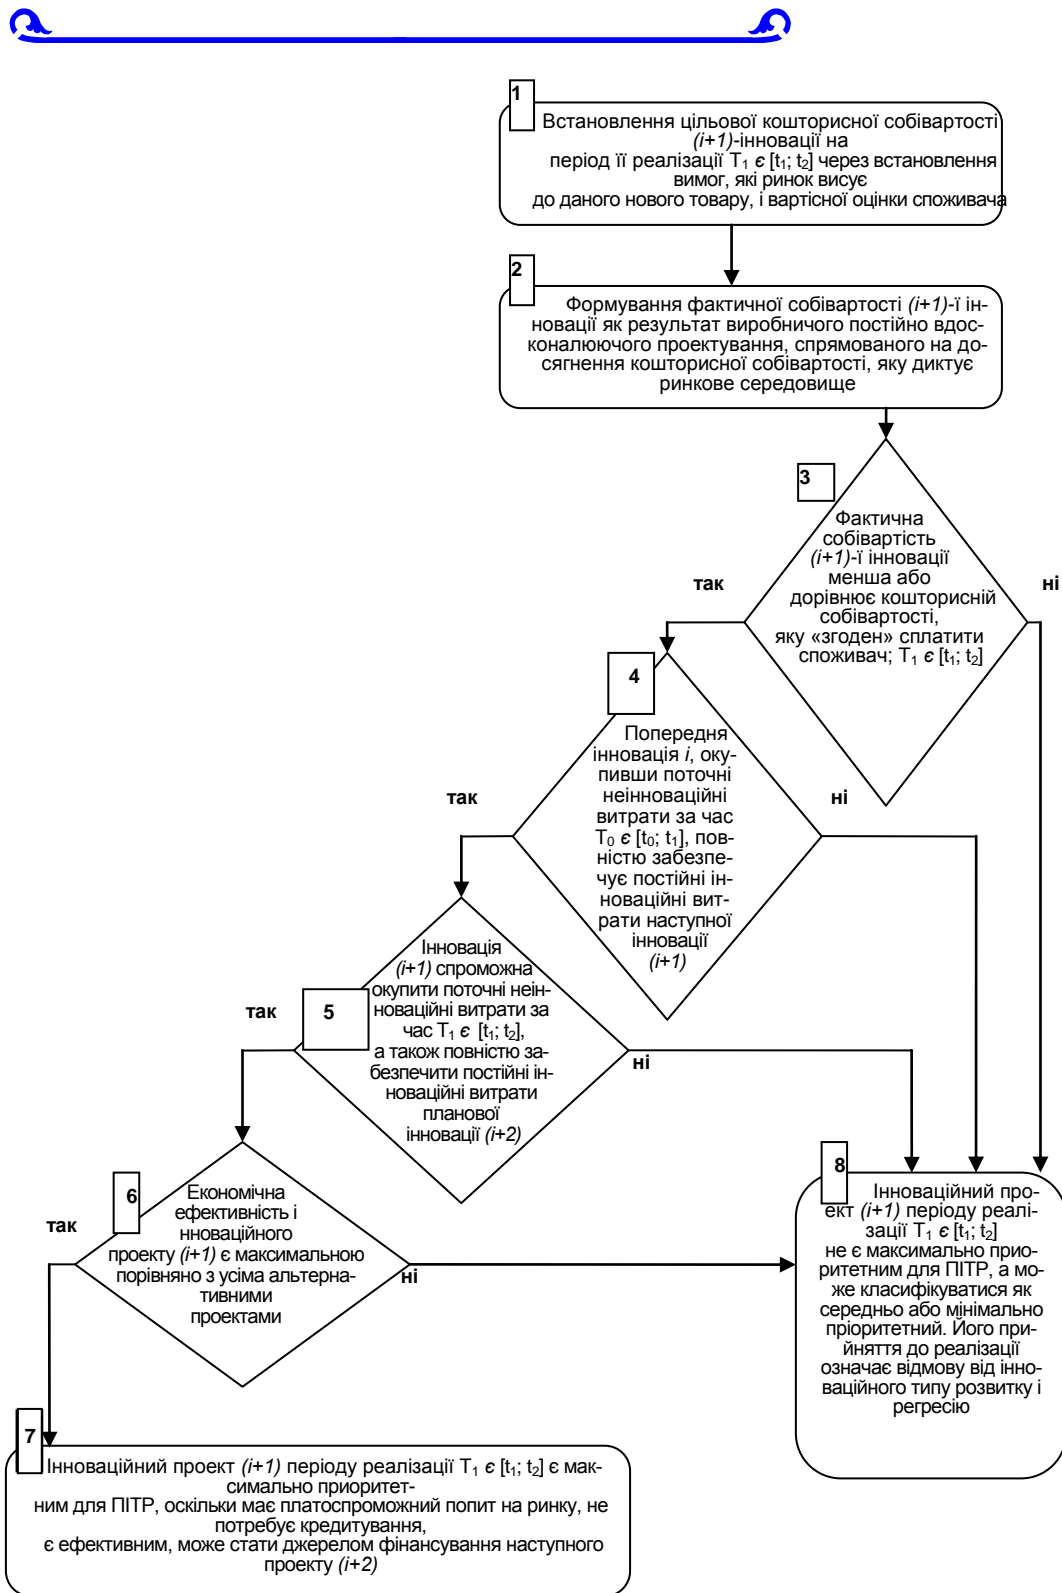 1
Встановлення цільової кошторисної собівартості
(i+1)-інновації на
період її реалізації T₁ є [t₁; t₂] через встановлення
вимог, які ринок висує
до даного нового товару, і вартісної оцінки споживача
2
Формування фактичної собівартості (i+1)-ї ін-
новації як результат виробничого постійно вдос-
коналюючого проектування, спрямованого на до-
сягнення кошторисної собівартості, яку диктує
ринкове середовище
3
Фактична
собівартість
(i+1)-ї інновації
менша або
дорівнює кошторисній
собівартості,
яку «згоден» сплатити
споживач; T₁ є [t₁; t₂]
так
ні
4
Попередня
інновація i, оку-
пивши поточні
неінноваційні
витрати за час
T₀ є [t₀; t₁], пов-
ністю забезпе-
чує постійні ін-
новаційні вит-
рати наступної
інновації
(i+1)
так
ні
5
Інновація
(i+1) спроможна
окупити поточні неін-
новаційні витрати за
час T₁ є [t₁; t₂],
а також повністю за-
безпечити постійні ін-
новаційні витрати
планової
інновації (i+2)
так
ні
6
Економічна
ефективність і
нноваційного
проекту (i+1) є максимальною
порівняно з усіма альтерна-
тивними
проектами
так
ні
8
Інноваційний про-
ект (i+1) періоду реалі-
зації T₁ є [t₁; t₂]
не є максимально прио-
ритетним для ПІТР, а мо-
же класифікуватися як
середньо або мінімально
пріоритетний. Його при-
йняття до реалізації
означає відмову від інно-
ваційного типу розвитку і
регресію
7
Інноваційний проект (i+1) періоду реалізації T₁ є [t₁; t₂] є мак-
симально приоритет-
ним для ПІТР, оскільки має платоспроможний попит на ринку, не
потребує кредитування,
є ефективним, може стати джерелом фінансування наступного
проекту (i+2)